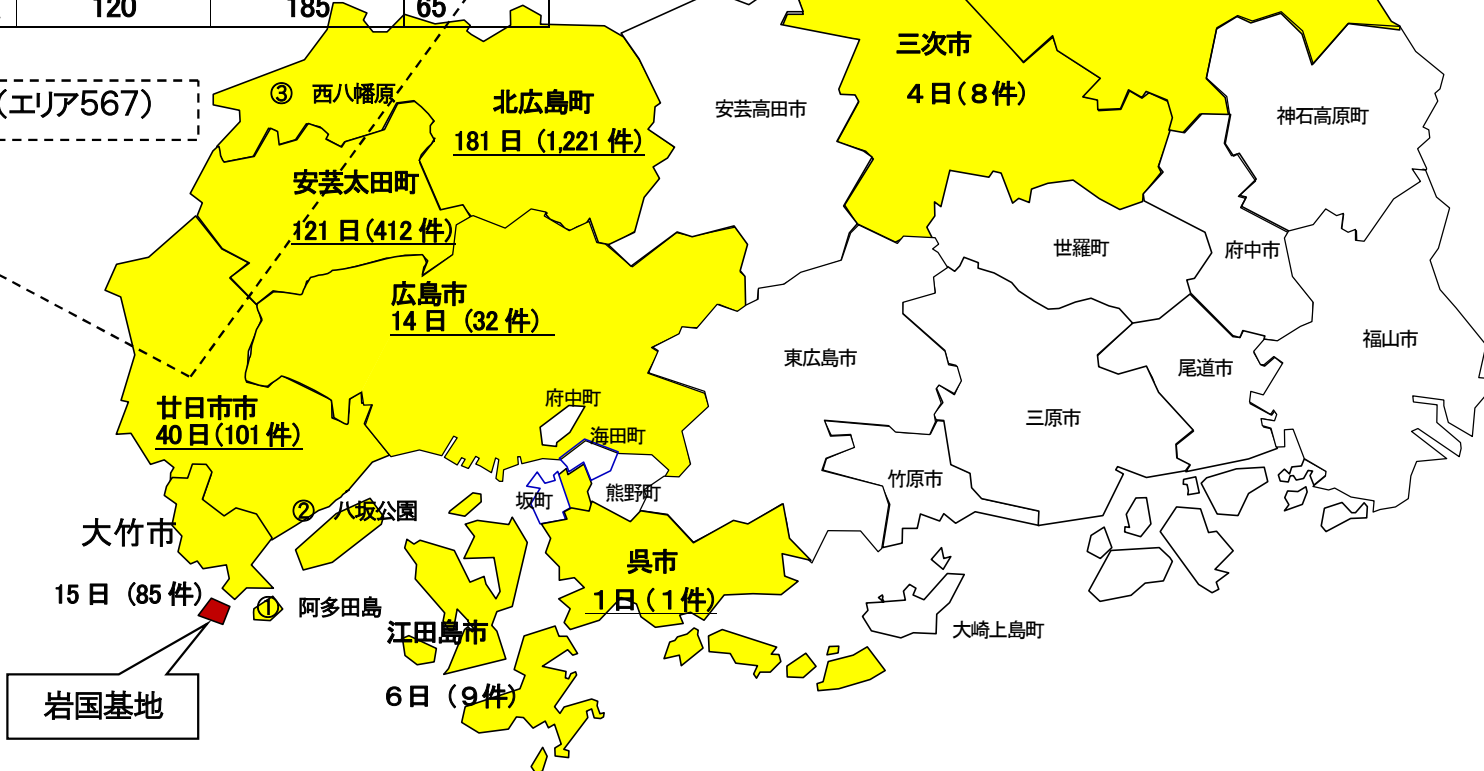 120 185 65
(エリア567)
③ 西八幡原
北広島町
181 日 (1,221 件)
安芸太田町
121 日(412 件)
三次市
4日(8件)
安芸高田市
神石高原町
世羅町
府中市
広島市
14 日 (32 件)
東広島市
福山市
尾道市
三原市
廿日市市
40 日(101 件)
府中町
海田町
坂町
熊野町
竹原市
② 八坂公園
大竹市
15 日 (85 件)
① 阿多田島
呉市
1日(1件)
江田島市
6日(9件)
大崎上島町
岩国基地